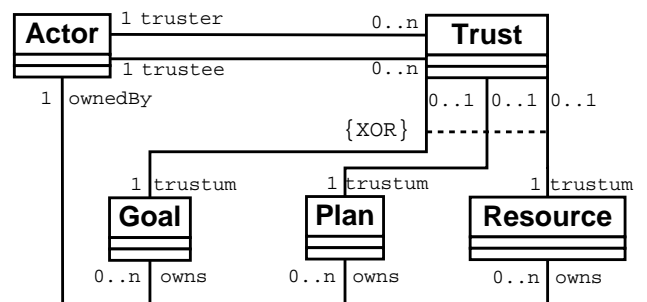 1 truster 0..n
Actor Trust
1 trustee 0..n
1 ownedBy 0..1 0..1 0..1
{XOR}
1 trustum 1 trustum 1 trustum
Goal Plan Resource
0..n owns 0..n owns 0..n owns